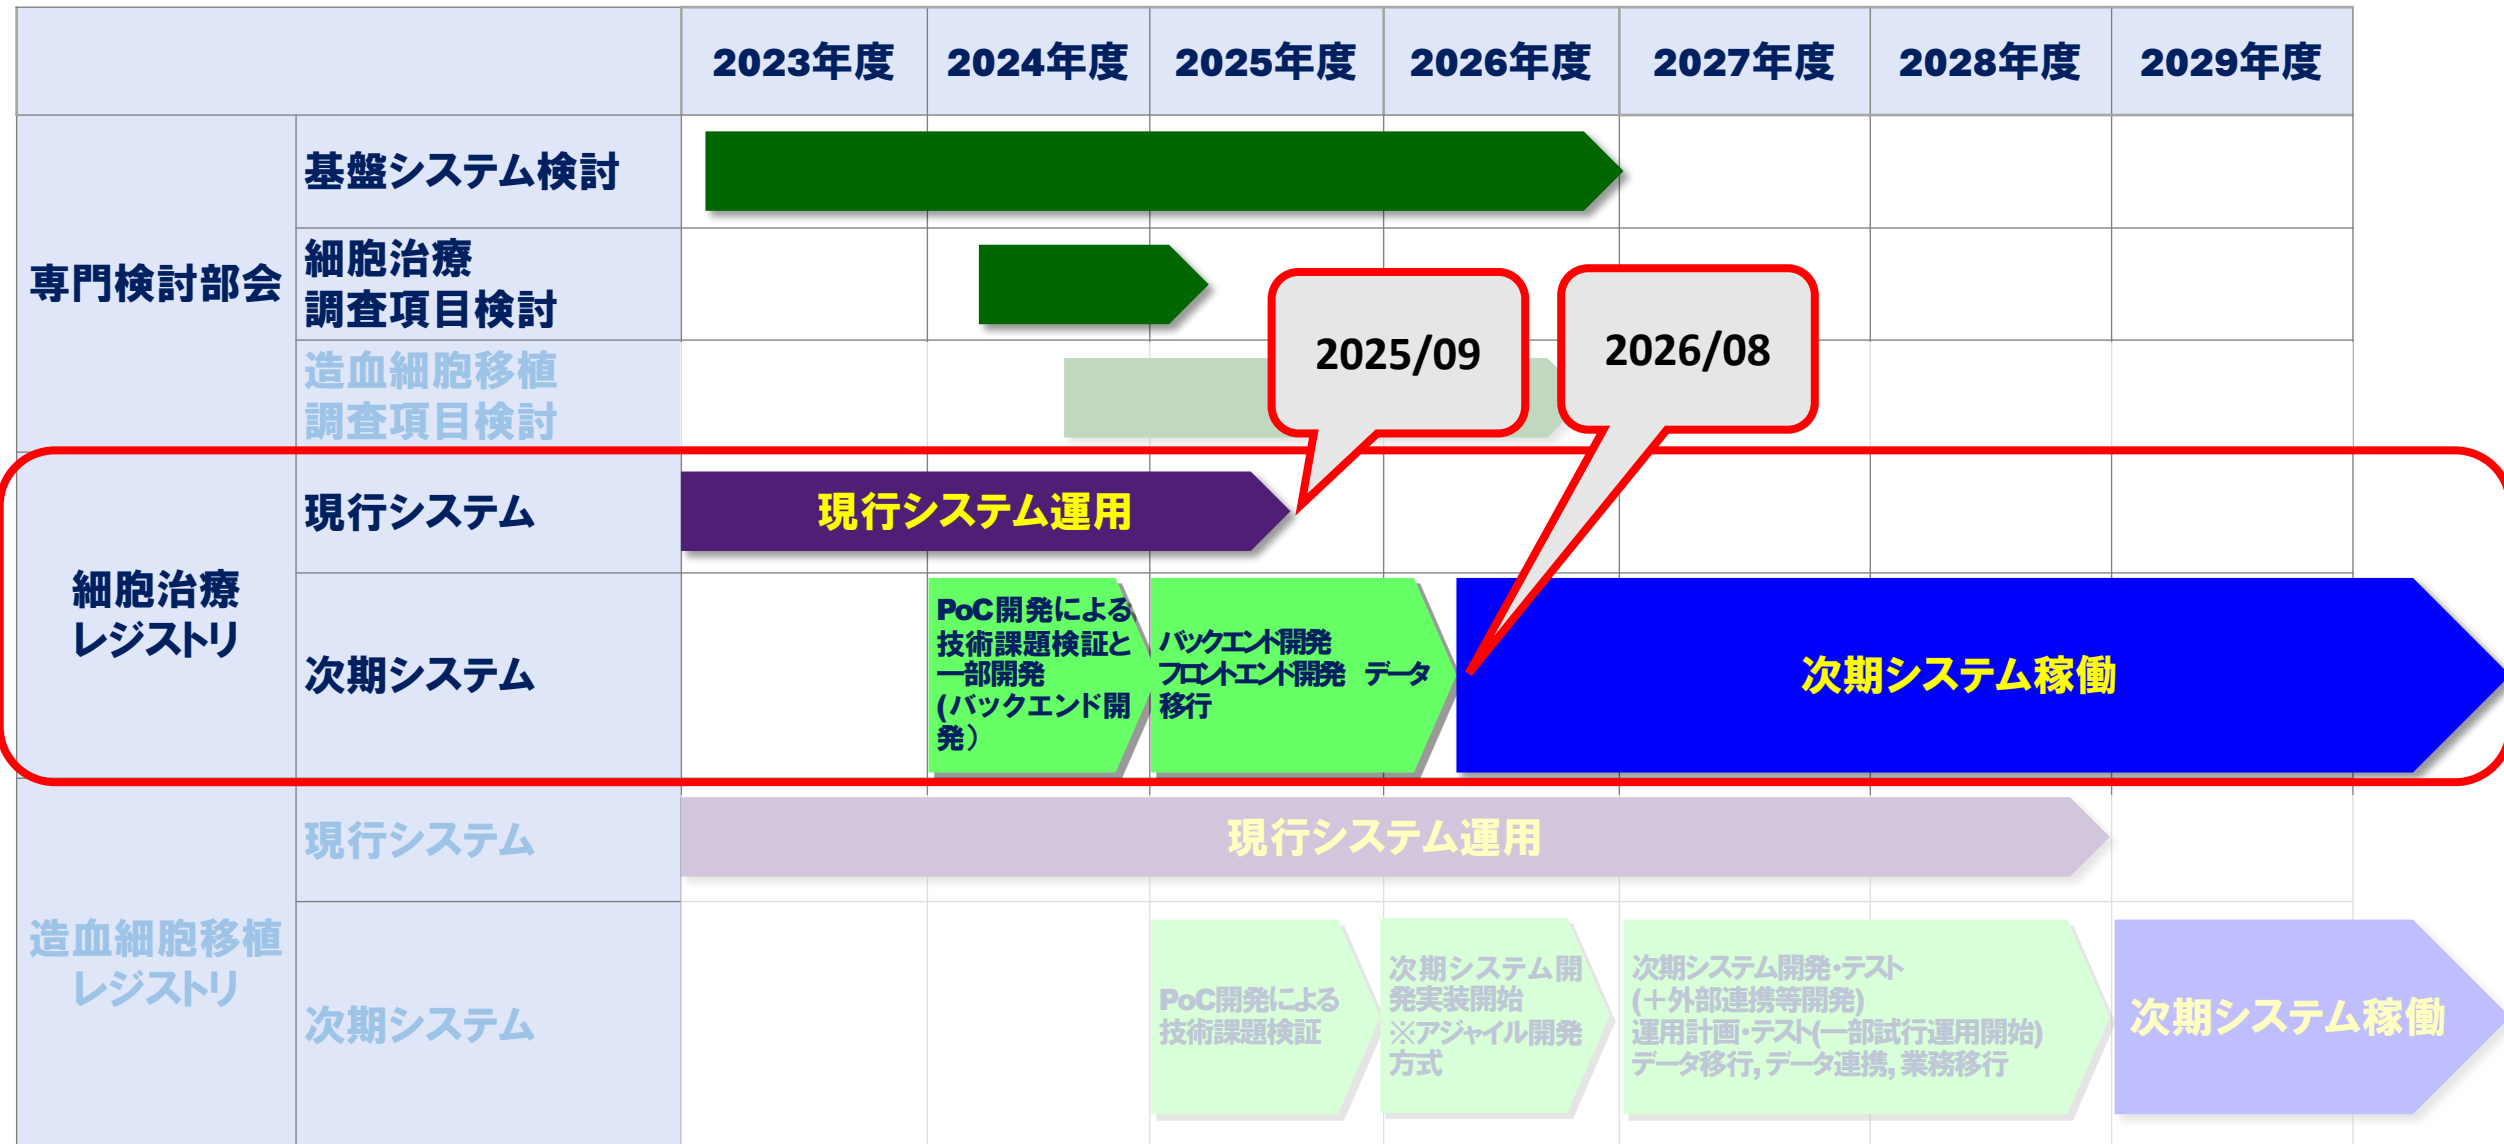 2023年度
2024年度
2025年度
2026年度
2027年度
2028年度
2029年度
専門検討部会
基盤システム検討
細胞治療
調査項目検討
造血細胞移植
調査項目検討
2025/09
2026/08
細胞治療
レジストリ
現行システム
現行システム運用
次期システム
PoC開発による
技術課題検証と
一部開発
(バックエンド開
発）
バックエンド開発
フロントエンド開発　データ
移行
次期システム稼働
造血細胞移植
レジストリ
現行システム
現行システム運用
次期システム
PoC開発による
技術課題検証
次期システム開
発実装開始
※アジャイル開発
方式
次期システム開発・テスト
(＋外部連携等開発)
運用計画・テスト(一部試行運用開始)
データ移行, データ連携, 業務移行
次期システム稼働